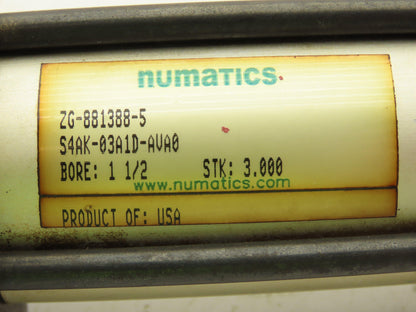 numatics
ZG-881388-5
S4AK-03A1D-AVA0
BORE: 1 1/2 STK: 3.000
www.numatics.com
PRODUCT OF: USA